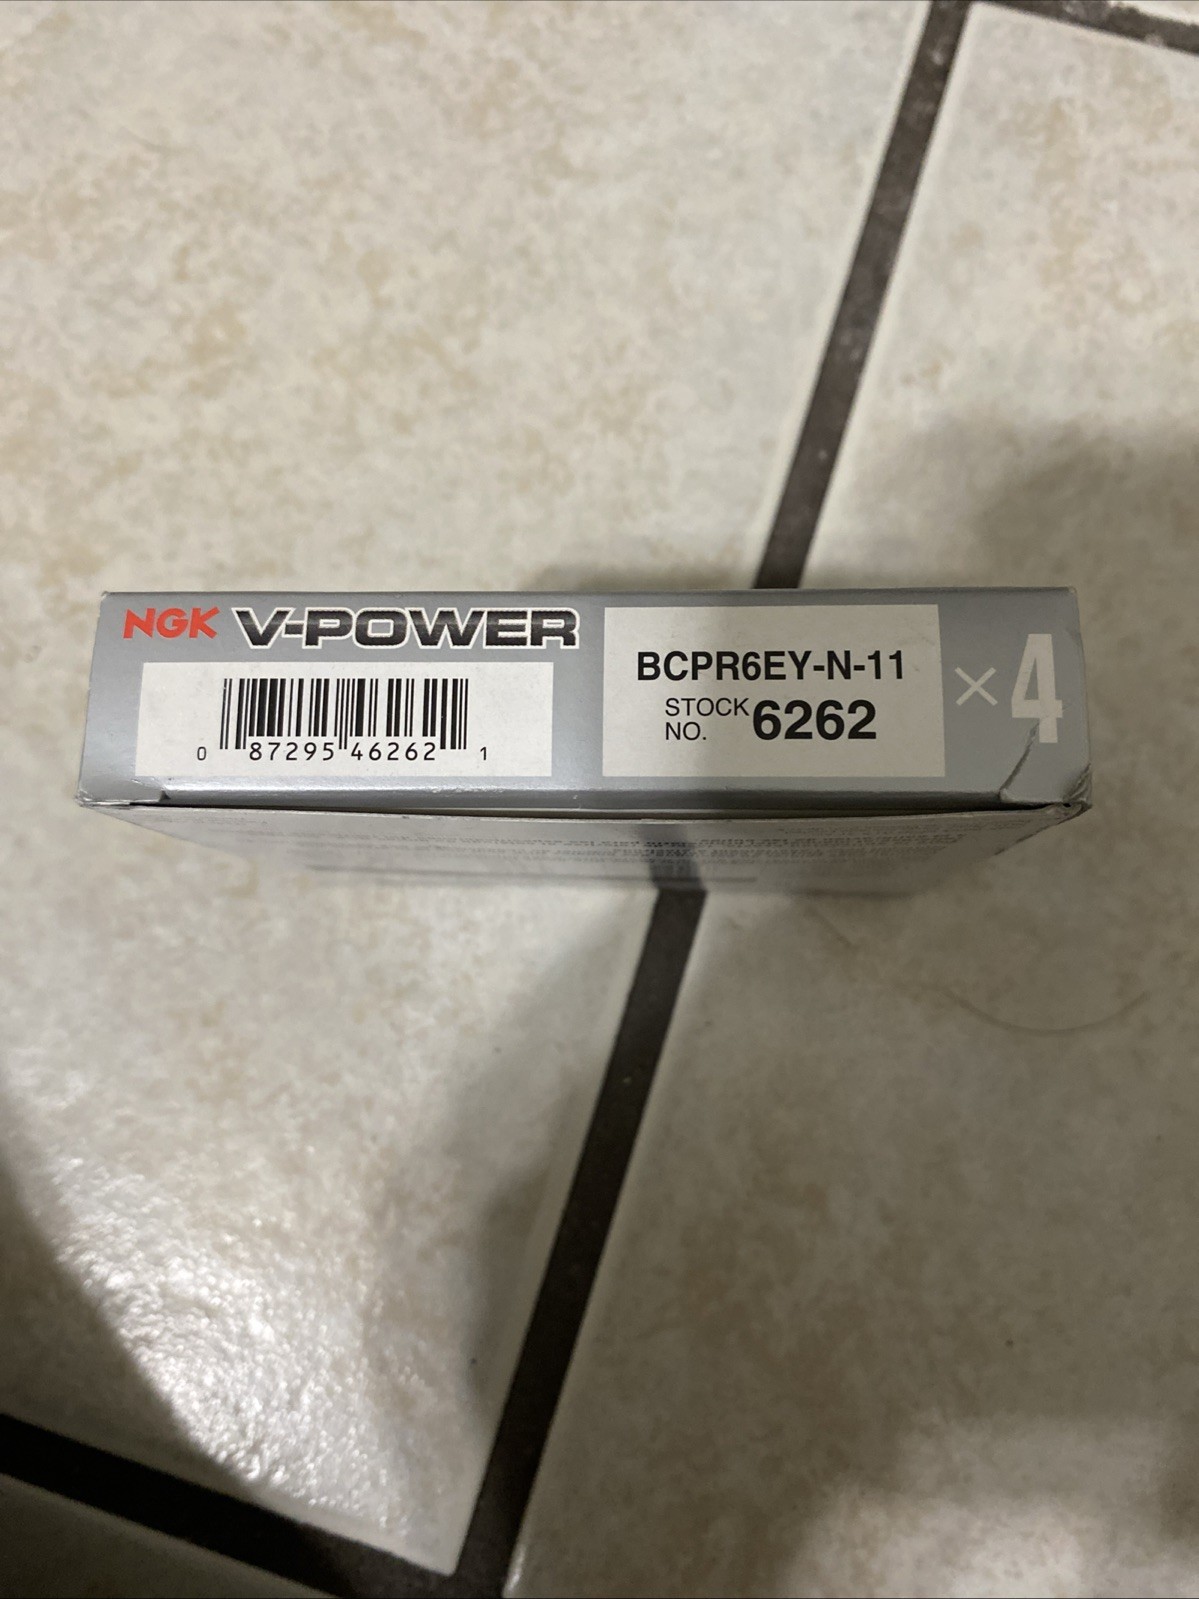 NGK V-POWER
0 87295 46262 1
BCPR6EY-N-11
STOCK NO. 6262
×4